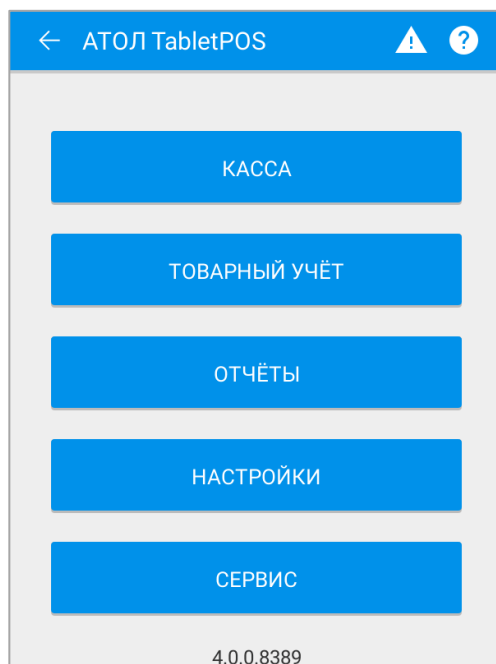 АТОЛ TabletPOS
КАССА
ТОВАРНЫЙ УЧЁТ
ОТЧЁТЫ
НАСТРОЙКИ
СЕРВИС
4.0.0.8389